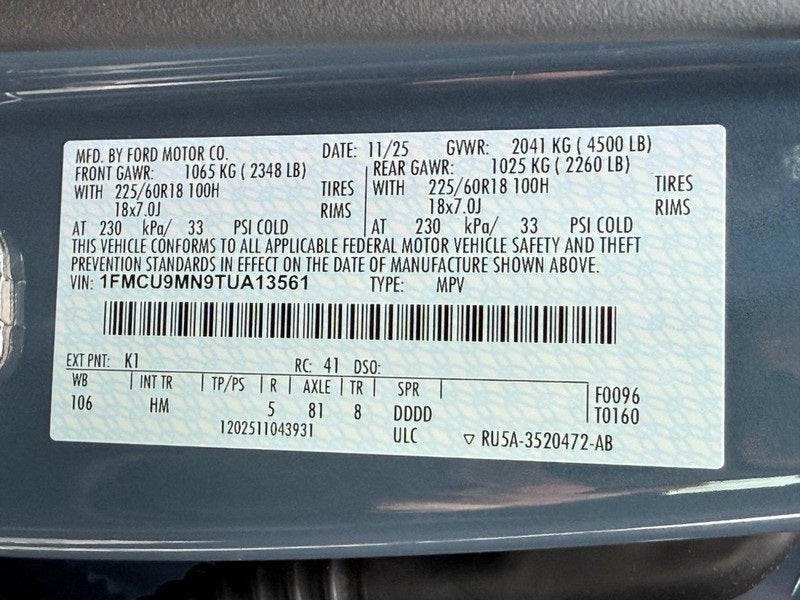 MFD. BY FORD MOTOR CO. DATE: 11/25 GVWR: 2041 KG ( 4500 LB)
FRONT GAWR: 1065 KG ( 2348 LB) REAR GAWR: 1025 KG ( 2260 LB)
WITH 225/60R18 100H TIRES WITH 225/60R18 100H TIRES
18x7.0J RIMS 18x7.0J RIMS
AT 230 kPa/ 33 PSI COLD AT 230 kPa/ 33 PSI COLD
THIS VEHICLE CONFORMS TO ALL APPLICABLE FEDERAL MOTOR VEHICLE SAFETY AND THEFT
PREVENTION STANDARDS IN EFFECT ON THE DATE OF MANUFACTURE SHOWN ABOVE.
VIN: 1FMCU9MN9TUA13561 TYPE: MPV
EXT PNT: K1 RC: 41 DSO:
WB INT TR TP/PS R AXLE TR SPR F0096
106 HM 5 81 8 DDDD T0160
1202511043931 ULC ▽ RU5A-3520472-AB